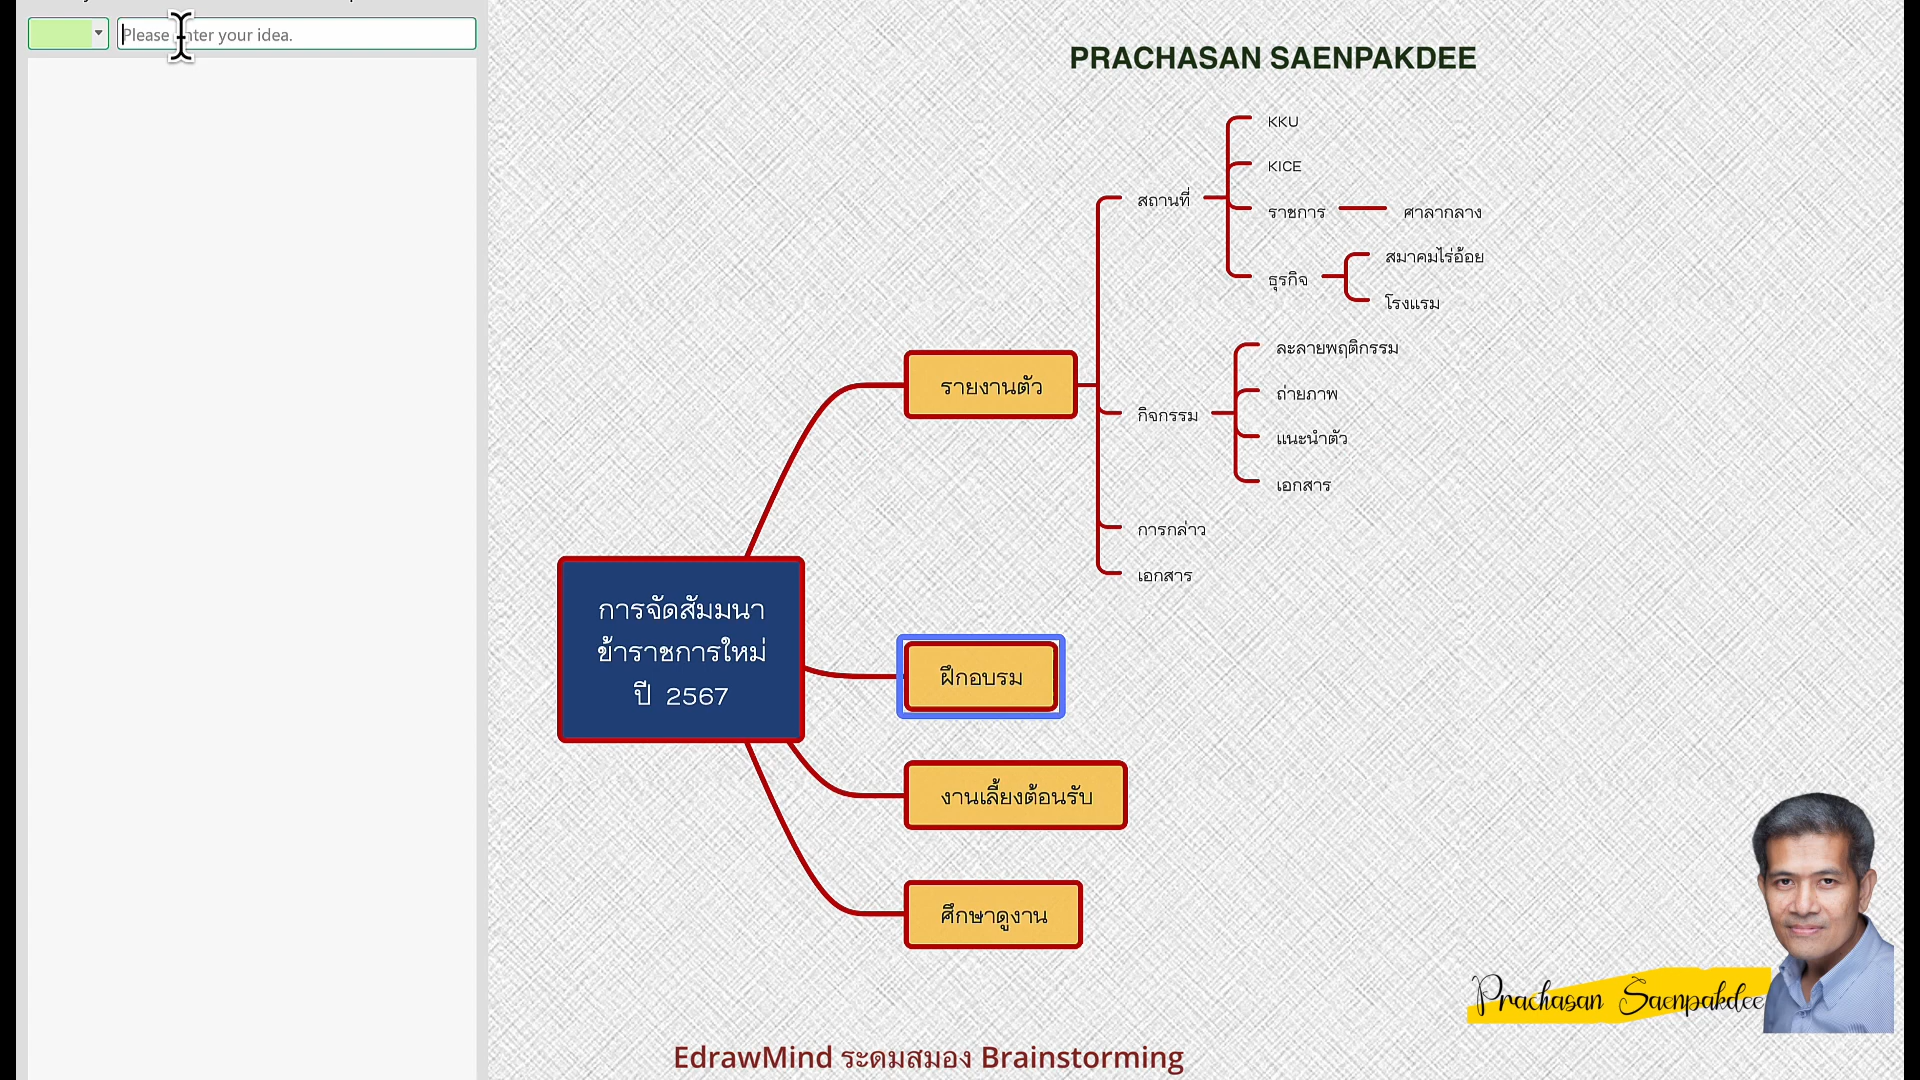 Please enter your idea.
PRACHASAN SAENPAKDEE
KKU
KICE
สถานที่
ราชการ
ศาลากลาง
ธุรกิจ
สมาคมไร่อ้อย
โรงแรม
รายงานตัว
ละลายพฤติกรรม
ถ่ายภาพ
กิจกรรม
แนะนำตัว
เอกสาร
การกล่าว
เอกสาร
การจัดสัมมนา
ข้าราชการใหม่
ปี 2567
ฝึกอบรม
งานเลี้ยงต้อนรับ
ศึกษาดูงาน
Prachasan Saenpakdee
EdrawMind ระดมสมอง Brainstorming